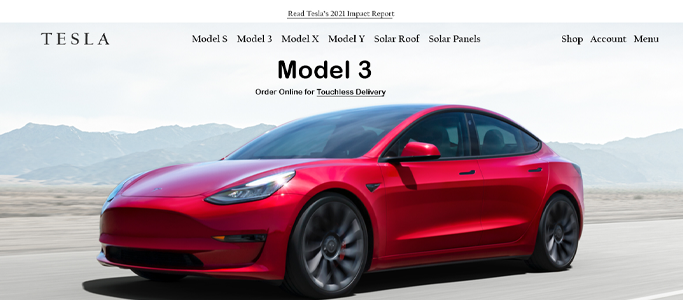 Read Tesla's 2021 Impact Report
TESLA Model S Model 3 Model X Model Y Solar Roof Solar Panels Shop Account Menu
Model 3
Order Online for Touchless Delivery